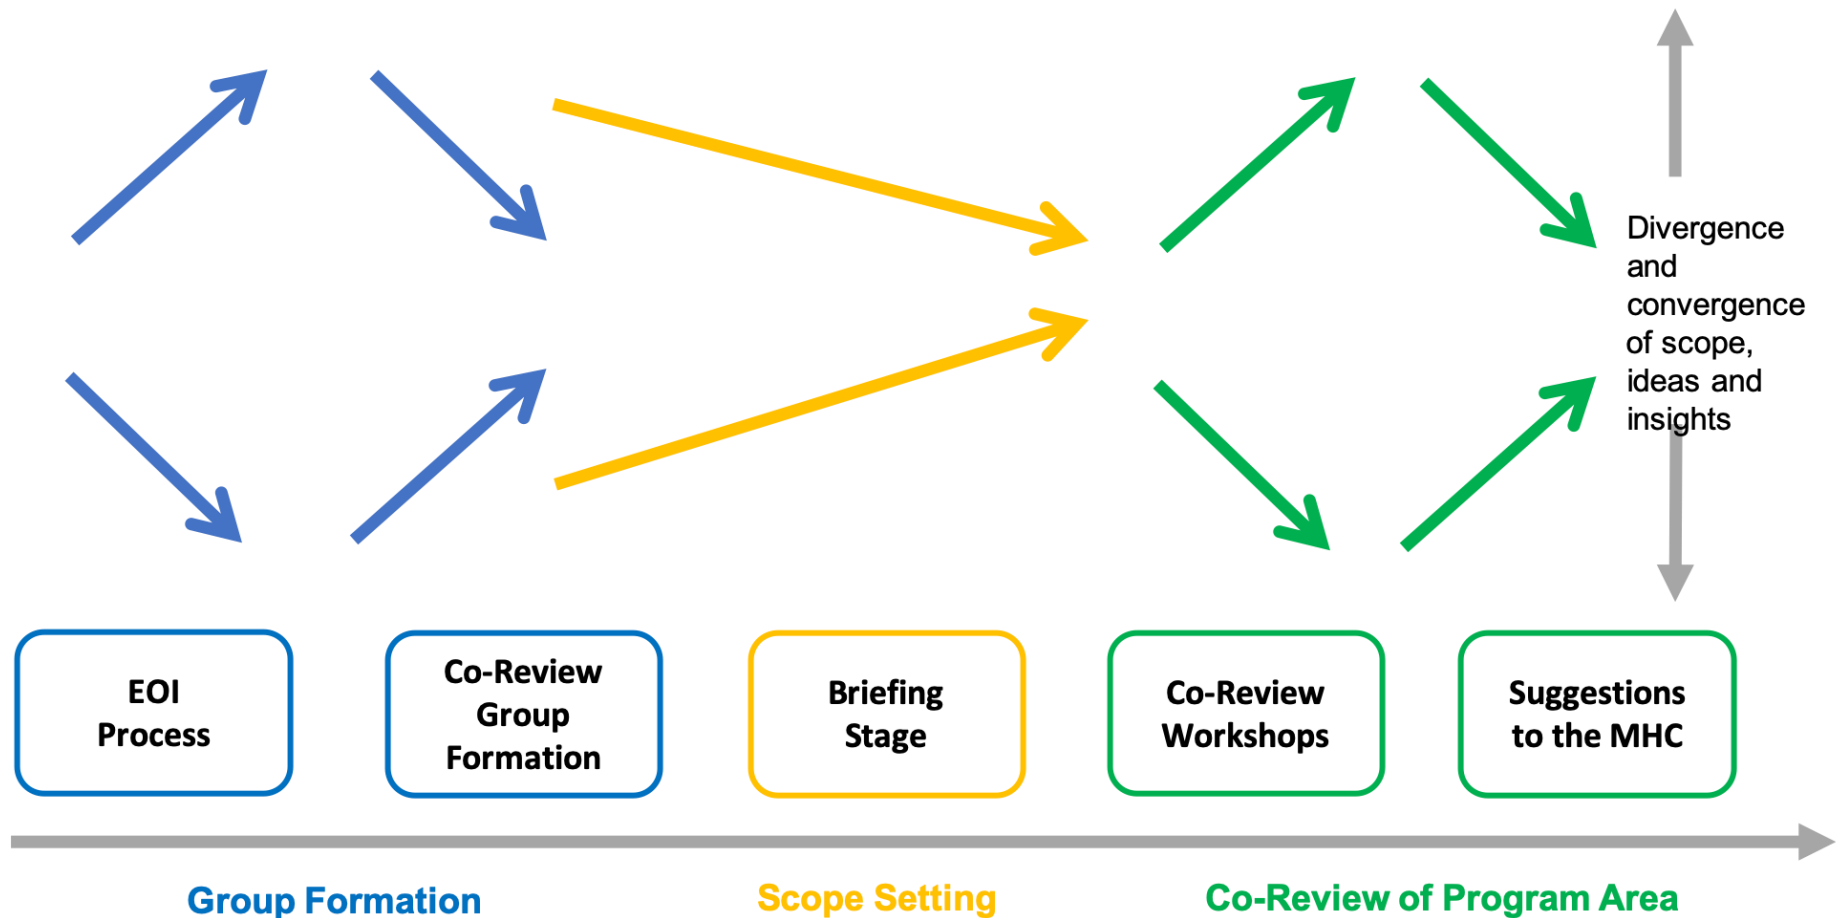 Divergence
and
convergence
of scope,
ideas and
insights
EOI
Process
Co-Review
Group
Formation
Briefing
Stage
Co-Review
Workshops
Suggestions
to the MHC
Group Formation
Scope Setting
Co-Review of Program Area